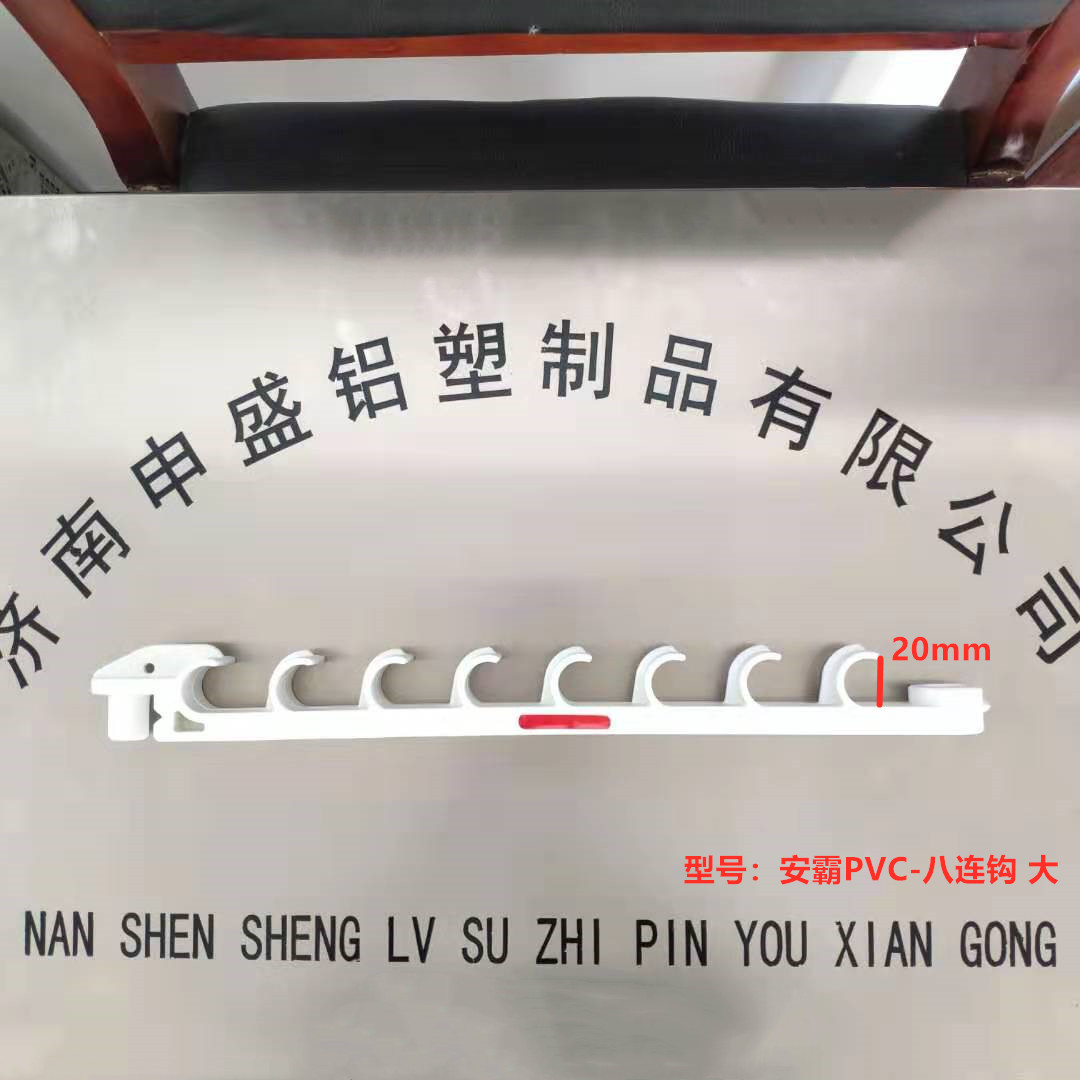 济南申盛铝塑制品有限公司
20mm
型号：安霸PVC-八连钩 大
NAN SHEN SHENG LV SU ZHI PIN YOU XIAN GONG